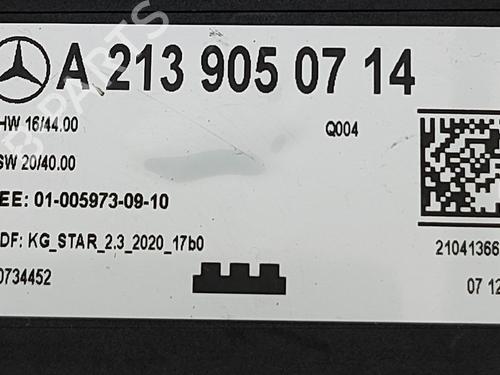 A 213 905 07 14
HW 16/44.00
Q004
SW 20/40.00
EE: 01-005973-09-10
DF: KG_STAR_2.3_2020_17b0
21041366
0734452
07 12